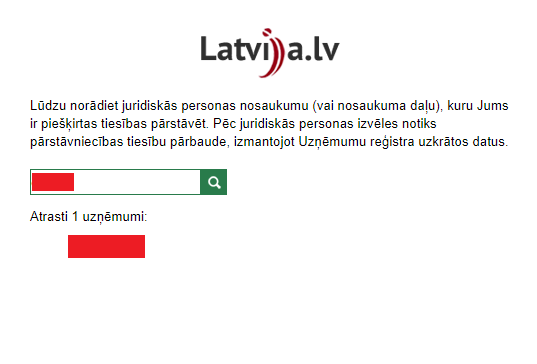 Latvija.lv
Lūdzu norādiet juridiskās personas nosaukumu (vai nosaukuma daļu), kuru Jums
ir piešķirtas tiesības pārstāvēt. Pēc juridiskās personas izvēles notiks
pārstāvniecības tiesību pārbaude, izmantojot Uzņēmumu reģistra uzkrātos datus.
Atrasti 1 uzņēmumi: